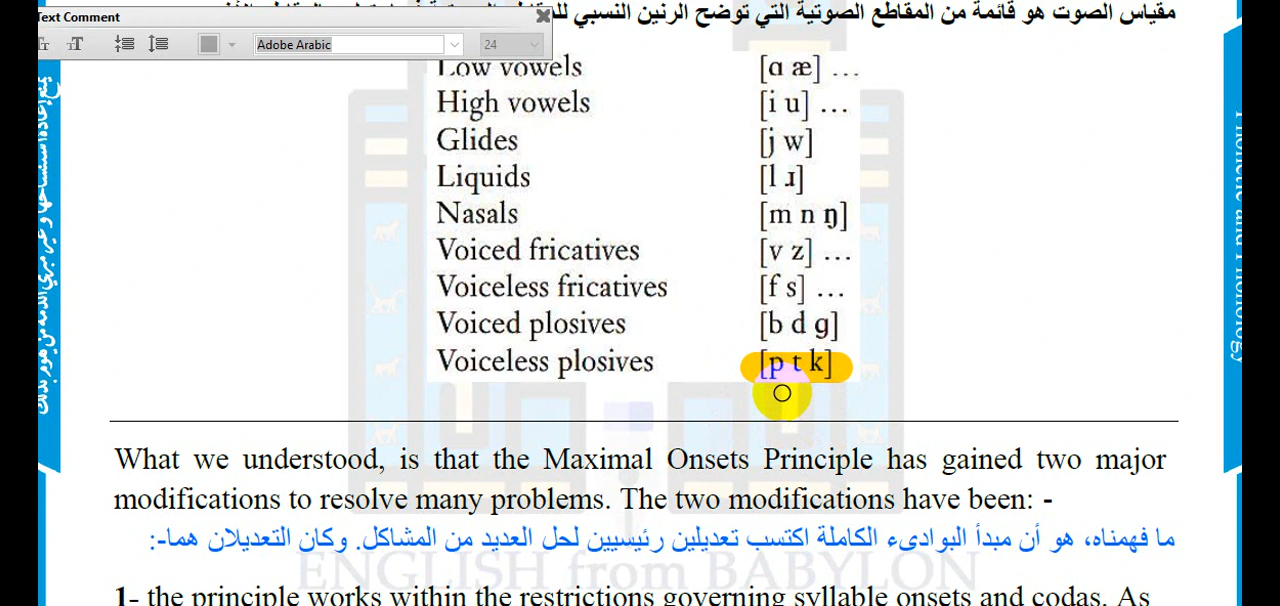 مقياس الصوت هو قائمة من المقاطع الصوتية التي توضح الرنين النسبي
Text Comment
Adobe Arabic
24
Low vowels [ɑ æ] …
High vowels [i u] …
Glides [j w]
Liquids [l ɹ]
Nasals [m n ŋ]
Voiced fricatives [v z] …
Voiceless fricatives [f s] …
Voiced plosives [b d ɡ]
Voiceless plosives [p t k]
What we understood, is that the Maximal Onsets Principle has gained two major
modifications to resolve many problems. The two modifications have been: -
ما فهمناه، هو أن مبدأ البوادىء الكاملة اكتسب تعديلين رئيسيين لحل العديد من المشاكل. وكان التعديلان هما-:
ENGLISH from BABYLON
1- the principle works within the restrictions governing syllable onsets and codas. As
Phonetic and Phonology